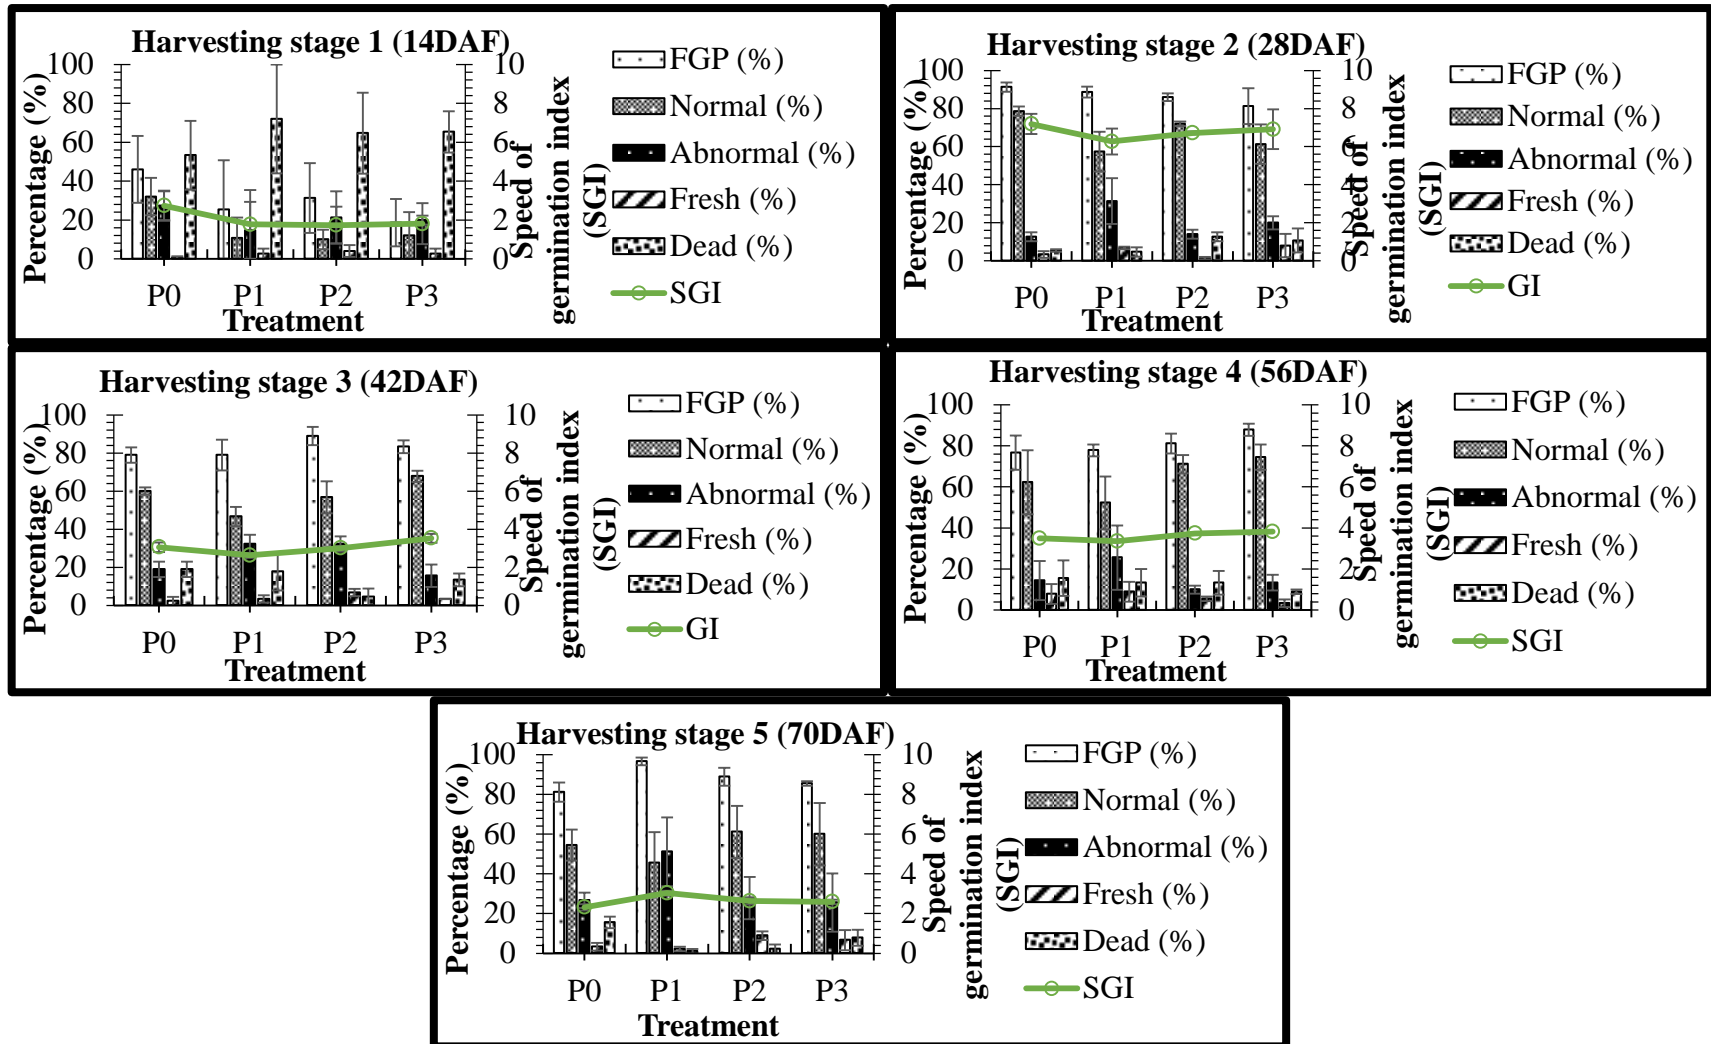 Harvesting stage 1 (14DAF)
Percentage (%)
100
80
60
40
20
0
10
8
6
4
2
0
P0 P1 P2 P3
Treatment
Speed of
germination index
(SGI)
FGP (%)
Normal (%)
Abnormal (%)
Fresh (%)
Dead (%)
SGI
Harvesting stage 2 (28DAF)
Percentage (%)
100
80
60
40
20
0
10
8
6
4
2
0
P0 P1 P2 P3
Treatment
Speed of
germination index
(SGI)
FGP (%)
Normal (%)
Abnormal (%)
Fresh (%)
Dead (%)
GI
Harvesting stage 3 (42DAF)
Percentage (%)
100
80
60
40
20
0
10
8
6
4
2
0
P0 P1 P2 P3
Treatment
Speed of
germination index
(SGI)
FGP (%)
Normal (%)
Abnormal (%)
Fresh (%)
Dead (%)
GI
Harvesting stage 4 (56DAF)
Percentage (%)
100
80
60
40
20
0
10
8
6
4
2
0
P0 P1 P2 P3
Treatment
Speed of
germination index
(SGI)
FGP (%)
Normal (%)
Abnormal (%)
Fresh (%)
Dead (%)
SGI
Harvesting stage 5 (70DAF)
Percentage (%)
100
80
60
40
20
0
10
8
6
4
2
0
P0 P1 P2 P3
Treatment
Speed of
germination index
(SGI)
FGP (%)
Normal (%)
Abnormal (%)
Fresh (%)
Dead (%)
SGI